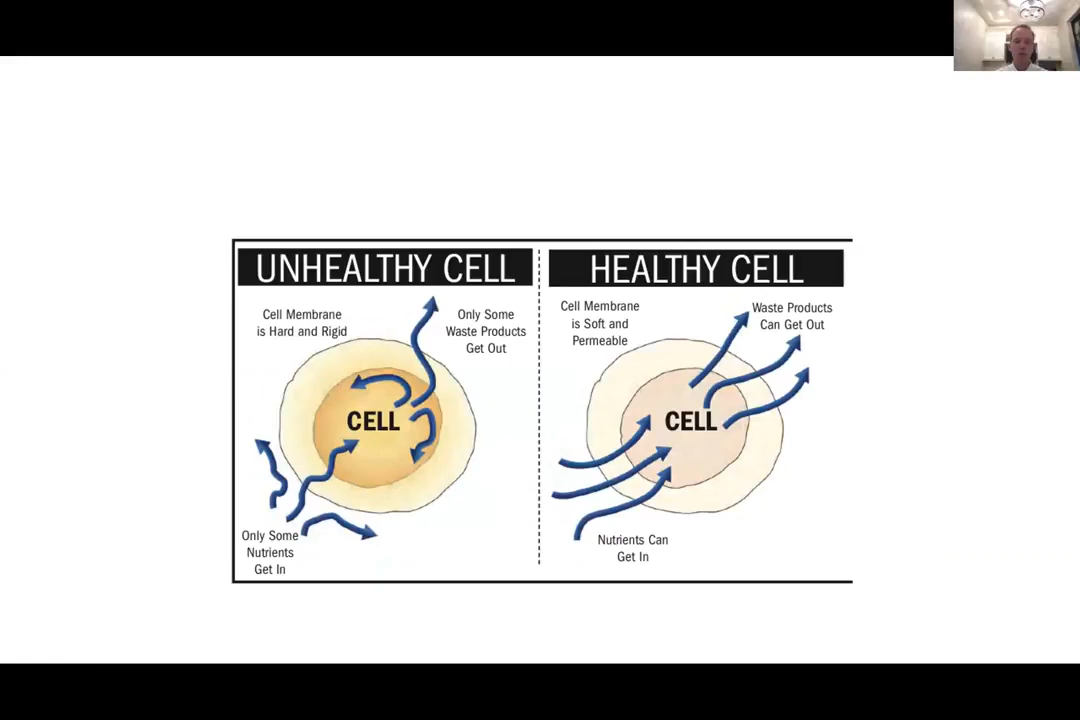 UNHEALTHY CELL
Cell Membrane
is Hard and Rigid
Only Some
Waste Products
Get Out
CELL
Only Some
Nutrients
Get In
HEALTHY CELL
Cell Membrane
is Soft and
Permeable
Waste Products
Can Get Out
CELL
Nutrients Can
Get In